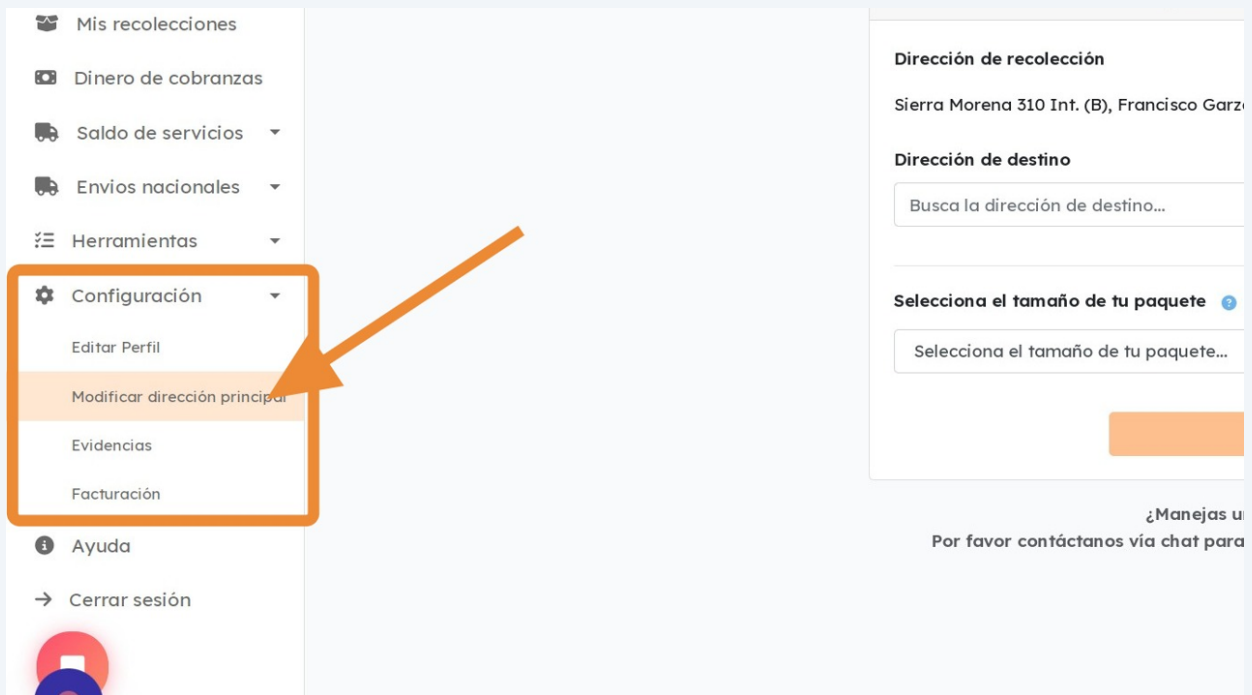 Mis recolecciones
Dinero de cobranzas
Saldo de servicios
Envios nacionales
Herramientas
Configuración
Editar Perfil
Modificar dirección principal
Evidencias
Facturación
Ayuda
Cerrar sesión
Dirección de recolección
Sierra Morena 310 Int. (B), Francisco Garz
Dirección de destino
Busca la dirección de destino...
Selecciona el tamaño de tu paquete ?
Selecciona el tamaño de tu paquete...
¿Manejas u
Por favor contáctanos vía chat para